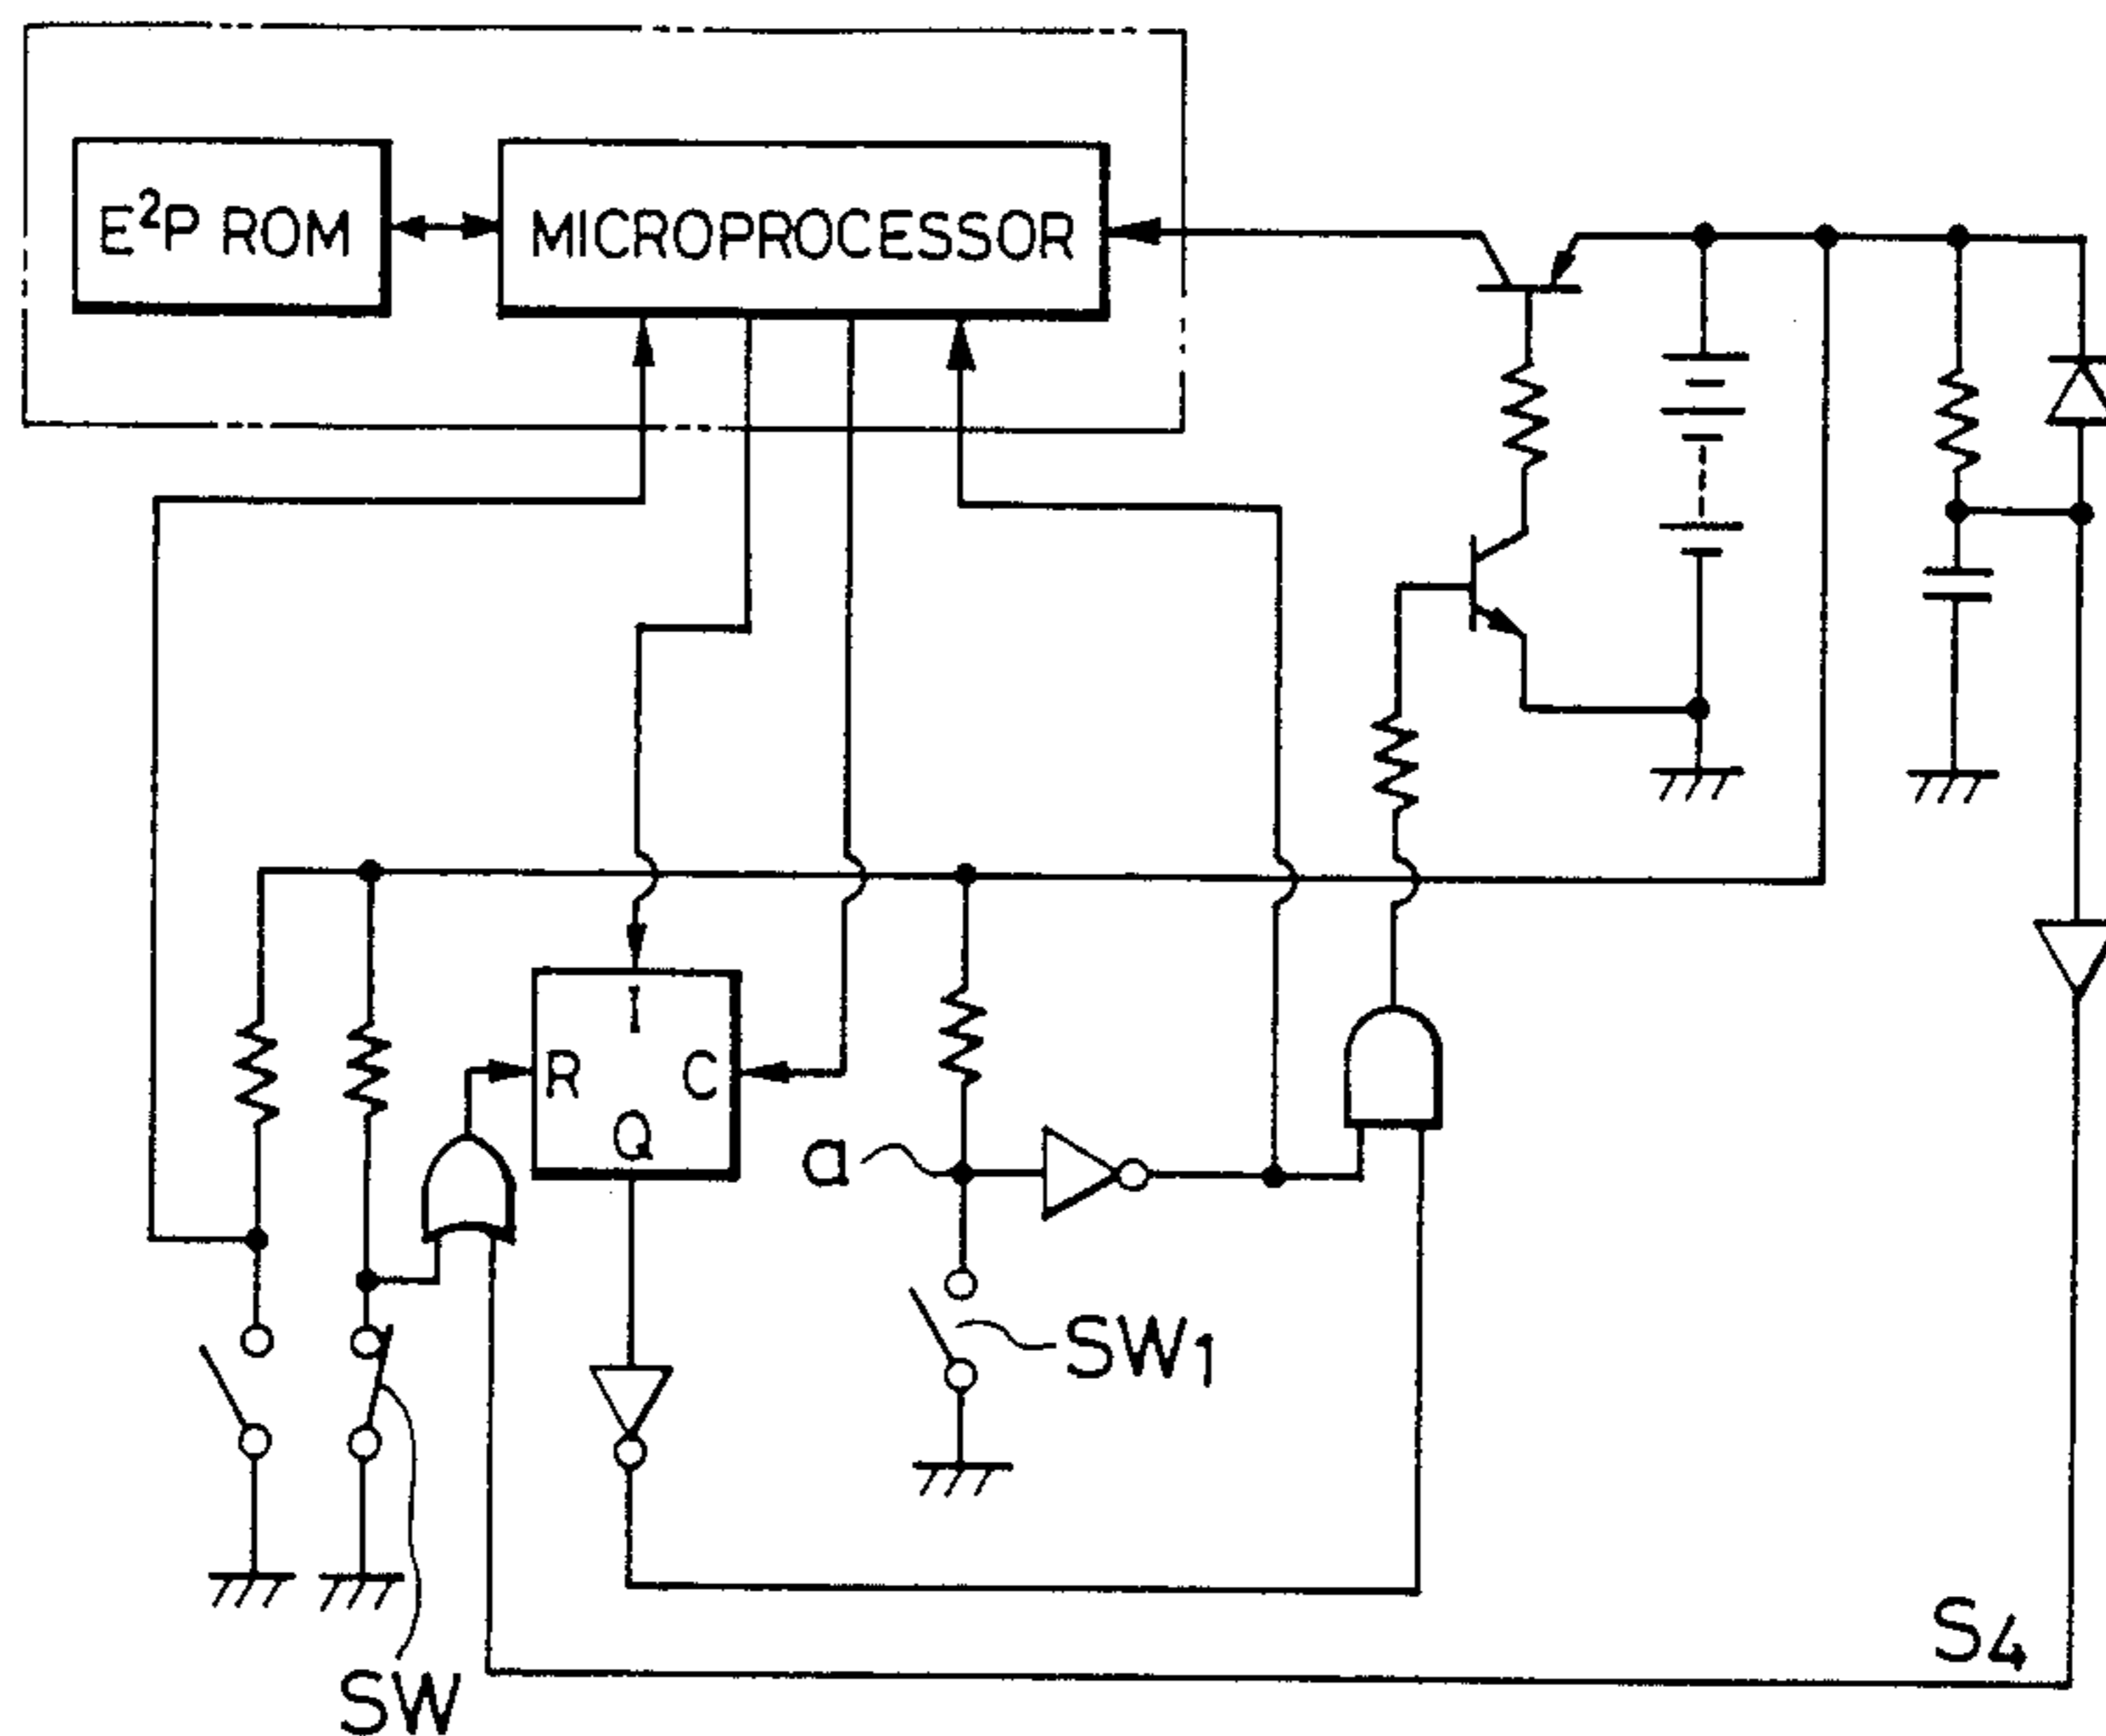 E²P ROM
MICROPROCESSOR
I
R
C
Q
a
SW₁
S₄
SW